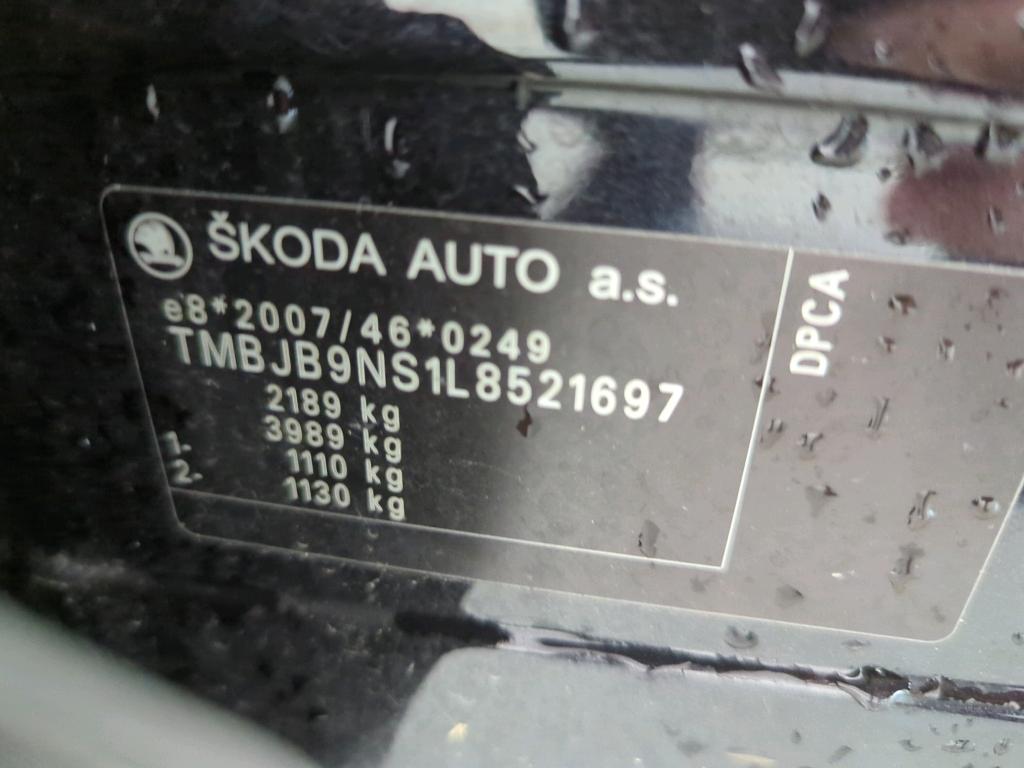 ŠKODA AUTO a.s.
e8*2007/46*0249
TMBJB9NS1L8521697
2189 kg
3989 kg
1. 1110 kg
2. 1130 kg
DPCA